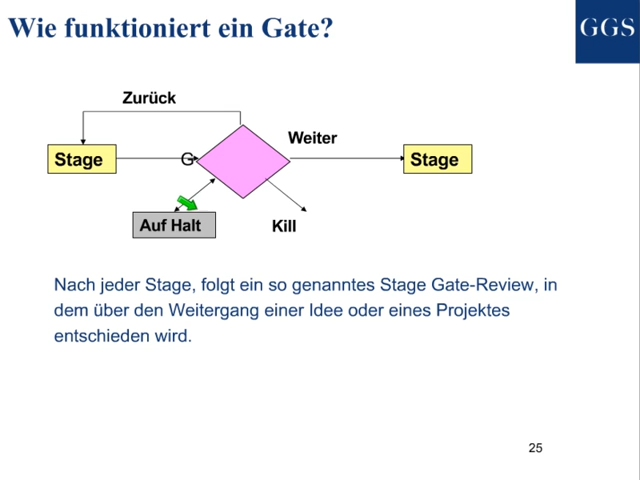 Wie funktioniert ein Gate?
GGS
Zurück
Weiter
Stage
G
Stage
Auf Halt
Kill
Nach jeder Stage, folgt ein so genanntes Stage Gate-Review, in
dem über den Weitergang einer Idee oder eines Projektes
entschieden wird.
25